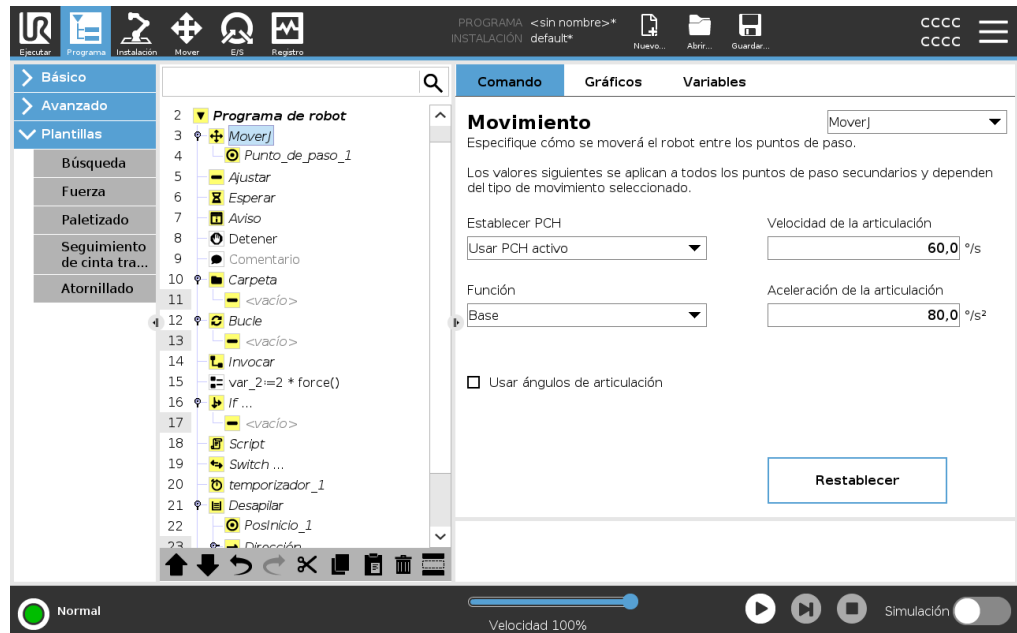 UR
PROGRAMA <sin nombre>*
INSTALACIÓN default*
cccc
cccc
Ejecutar Programa Instalación Mover E/S Registro
Nuevo... Abrir... Guardar...
Básico
Avanzado
Plantillas
Búsqueda
Fuerza
Paletizado
Seguimiento
de cinta tra...
Atornillado
2 Programa de robot
3 MoverJ
4 Punto_de_paso_1
5 Ajustar
6 Esperar
7 Aviso
8 Detener
9 Comentario
10 Carpeta
11 <vacío>
12 Bucle
13 <vacío>
14 Invocar
15 var_2:=2 * force()
16 If ...
17 <vacío>
18 Script
19 Switch ...
20 temporizador_1
21 Desapilar
22 PosInicio_1
23 Dirección
Comando Gráficos Variables
Movimiento
MoverJ
Especifique cómo se moverá el robot entre los puntos de paso.
Los valores siguientes se aplican a todos los puntos de paso secundarios y dependen
del tipo de movimiento seleccionado.
Establecer PCH
Velocidad de la articulación
Usar PCH activo
60,0 °/s
Función
Aceleración de la articulación
Base
80,0 °/s²
Usar ángulos de articulación
Restablecer
Normal
Velocidad 100%
Simulación